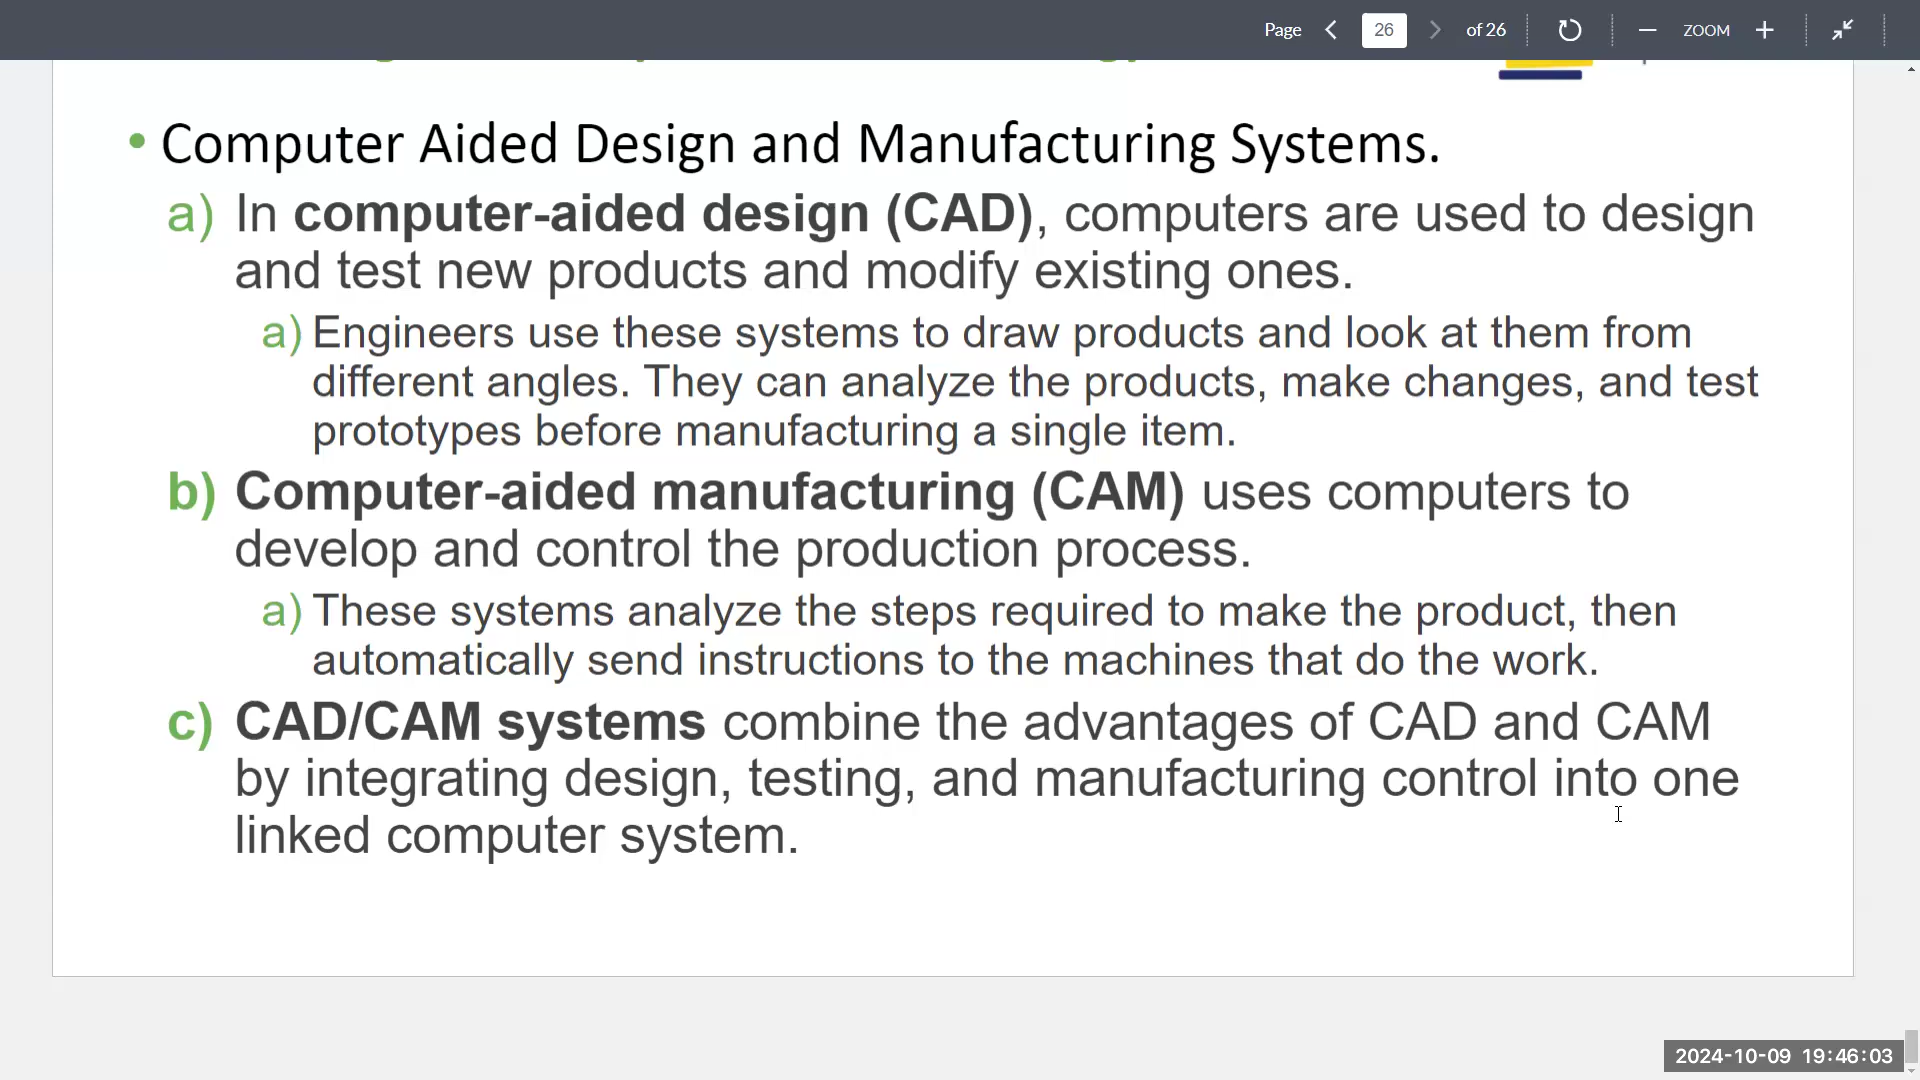 Page 26 of 26 ZOOM
• Computer Aided Design and Manufacturing Systems.
a) In computer-aided design (CAD), computers are used to design
and test new products and modify existing ones.
a) Engineers use these systems to draw products and look at them from
different angles. They can analyze the products, make changes, and test
prototypes before manufacturing a single item.
b) Computer-aided manufacturing (CAM) uses computers to
develop and control the production process.
a) These systems analyze the steps required to make the product, then
automatically send instructions to the machines that do the work.
c) CAD/CAM systems combine the advantages of CAD and CAM
by integrating design, testing, and manufacturing control into one
linked computer system.
2024-10-09 19:46:03